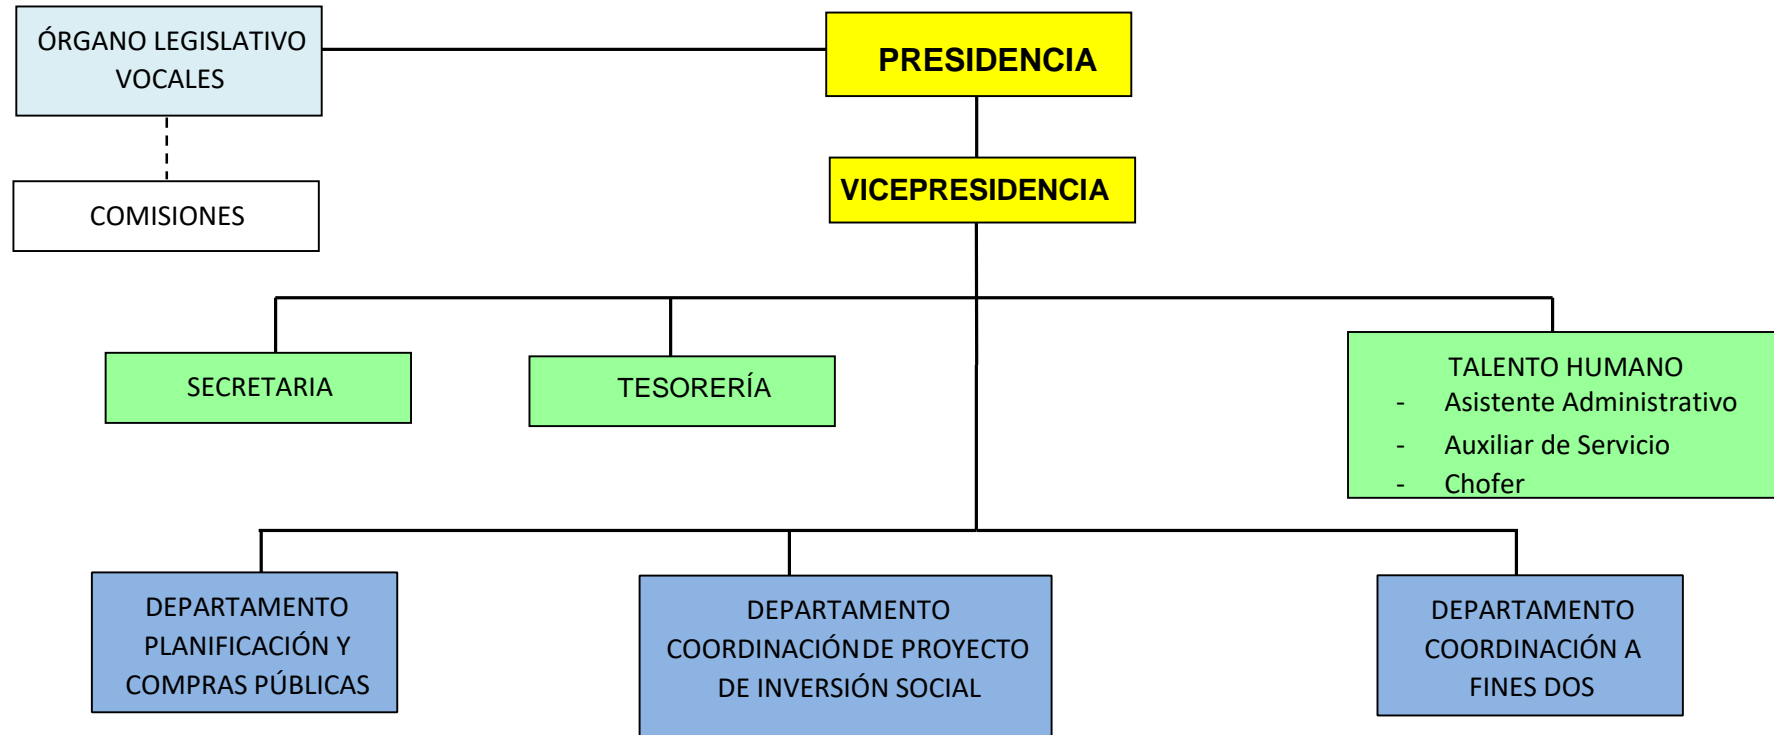 ÓRGANO LEGISLATIVO
VOCALES
PRESIDENCIA
VICEPRESIDENCIA
COMISIONES
SECRETARIA
TESORERÍA
TALENTO HUMANO
- Asistente Administrativo
- Auxiliar de Servicio
- Chofer
DEPARTAMENTO
PLANIFICACIÓN Y
COMPRAS PÚBLICAS
DEPARTAMENTO
COORDINACIÓN DE PROYECTO
DE INVERSIÓN SOCIAL
DEPARTAMENTO
COORDINACIÓN A
FINES DOS